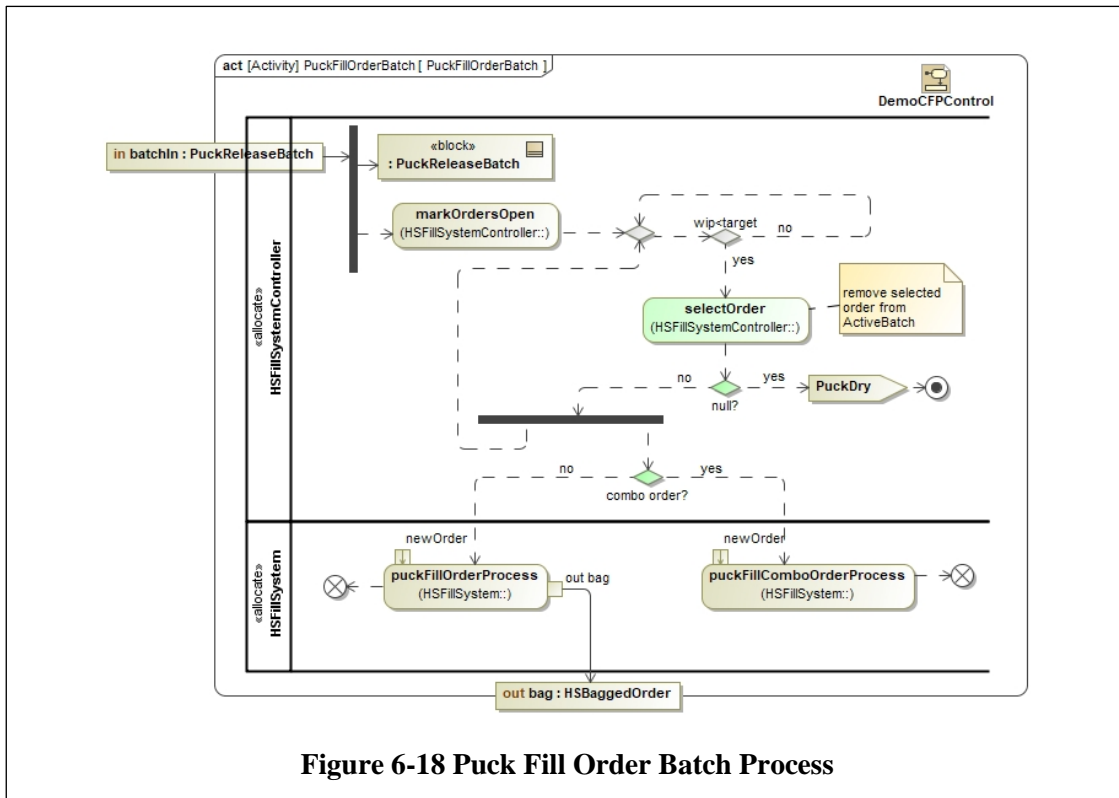 act [Activity] PuckFillOrderBatch [ PuckFillOrderBatch ]
DemoCFPControl
in batchIn : PuckReleaseBatch
«block»
: PuckReleaseBatch
markOrdersOpen
(HSFillSystemController::)
wip<target
no
yes
«allocate»
HSFillSystemController
selectOrder
(HSFillSystemController::)
remove selected
order from
ActiveBatch
no
yes
PuckDry
null?
no
yes
combo order?
«allocate»
HSFillSystem
newOrder
newOrder
puckFillOrderProcess
(HSFillSystem::)
out bag
puckFillComboOrderProcess
(HSFillSystem::)
out bag : HSBaggedOrder
Figure 6-18 Puck Fill Order Batch Process